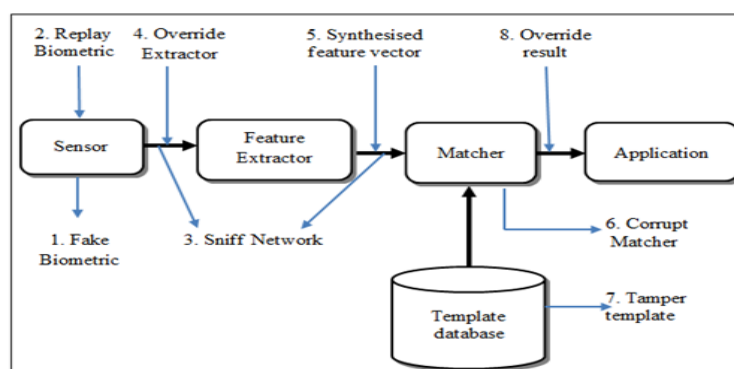 2. Replay
Biometric
4. Override
Extractor
5. Synthesised
feature vector
8. Override
result
Sensor
Feature
Extractor
Matcher
Application
1. Fake
Biometric
3. Sniff Network
6. Corrupt
Matcher
Template
database
7. Tamper
template